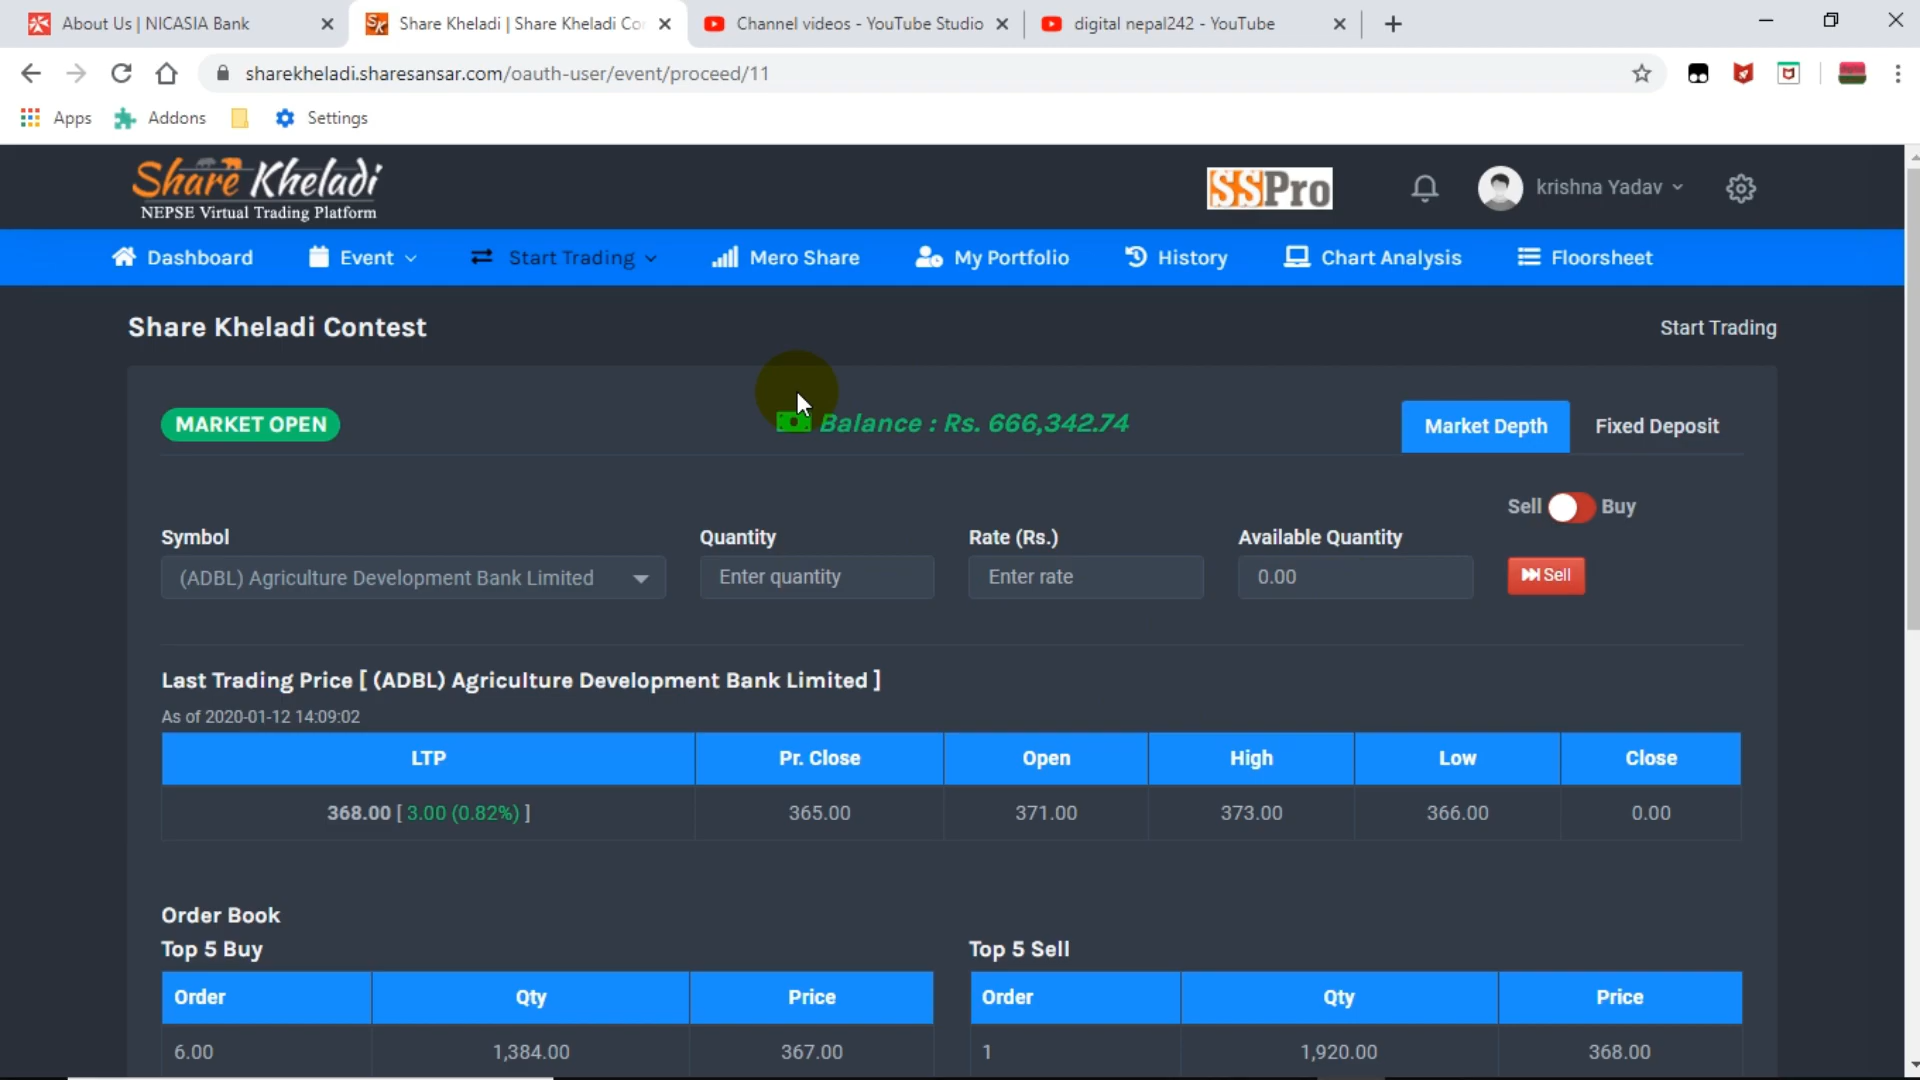 About Us | NICASIA Bank
Share Kheladi | Share Kheladi Co
Channel videos - YouTube Studio
digital nepal242 - YouTube
sharekheladi.sharesansar.com/oauth-user/event/proceed/11
Apps
Addons
Settings
Share Kheladi
NEPSE Virtual Trading Platform
SSPro
krishna Yadav
Dashboard
Event
Start Trading
Mero Share
My Portfolio
History
Chart Analysis
Floorsheet
Share Kheladi Contest
Start Trading
MARKET OPEN
Balance : Rs. 666,342.74
Market Depth
Fixed Deposit
Sell
Buy
Symbol
Quantity
Rate (Rs.)
Available Quantity
(ADBL) Agriculture Development Bank Limited
Enter quantity
Enter rate
0.00
Sell
Last Trading Price [ (ADBL) Agriculture Development Bank Limited ]
As of 2020-01-12 14:09:02
LTP Pr. Close Open High Low Close
368.00 [ 3.00 (0.82%) ] 365.00 371.00 373.00 366.00 0.00
Order Book
Top 5 Buy
Order Qty Price
6.00 1,384.00 367.00
Top 5 Sell
Order Qty Price
1 1,920.00 368.00